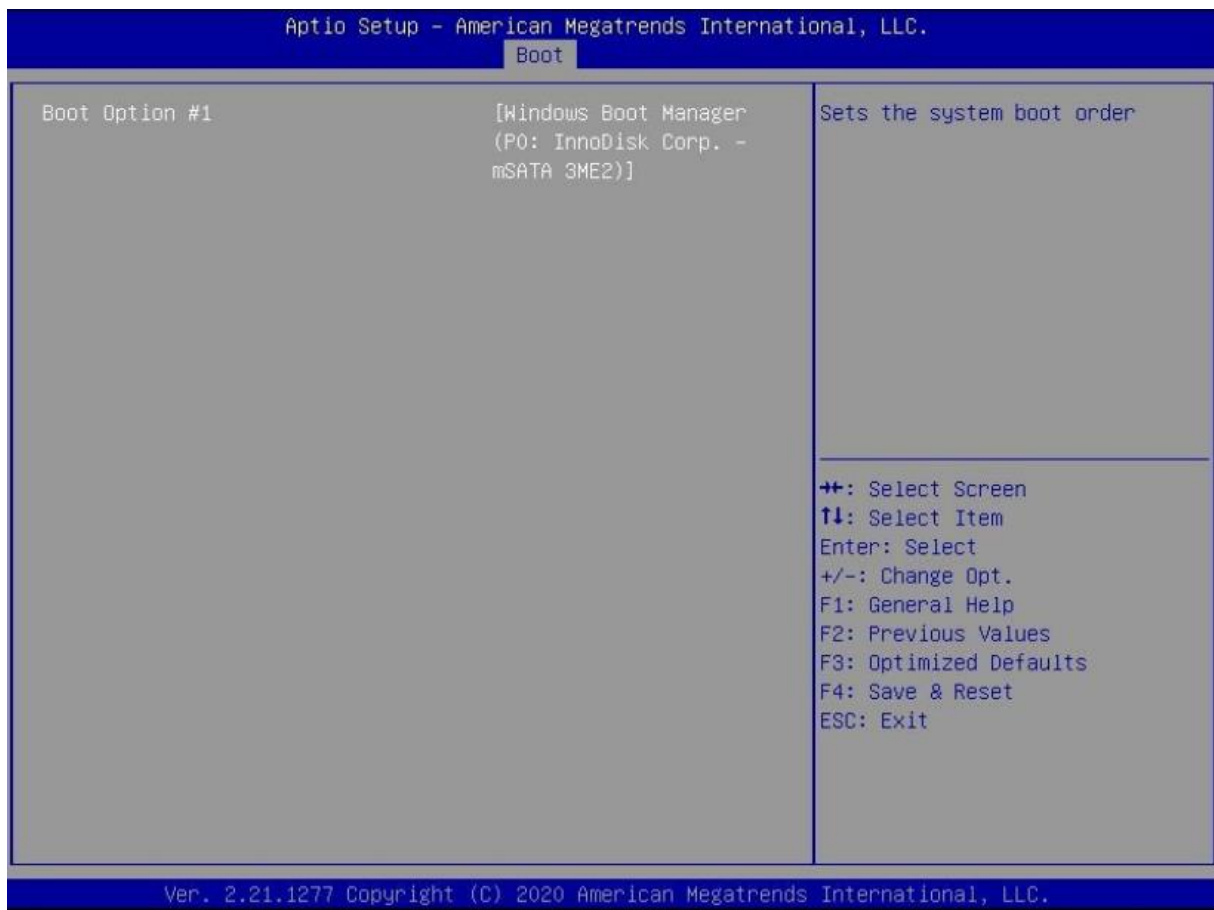 Aptio Setup – American Megatrends International, LLC.
Boot
Boot Option #1
[Windows Boot Manager
(P0: InnoDisk Corp. -
mSATA 3ME2)]
Sets the system boot order
→←: Select Screen
↑↓: Select Item
Enter: Select
+/-: Change Opt.
F1: General Help
F2: Previous Values
F3: Optimized Defaults
F4: Save & Reset
ESC: Exit
Ver. 2.21.1277 Copyright (C) 2020 American Megatrends International, LLC.